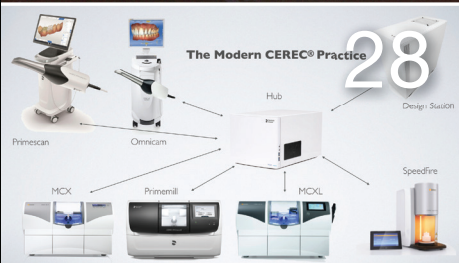 The Modern CEREC® Practice
28
Hub
Design Station
Primescan
Omnicam
SpeedFire
MCX
Primemill
MCXL